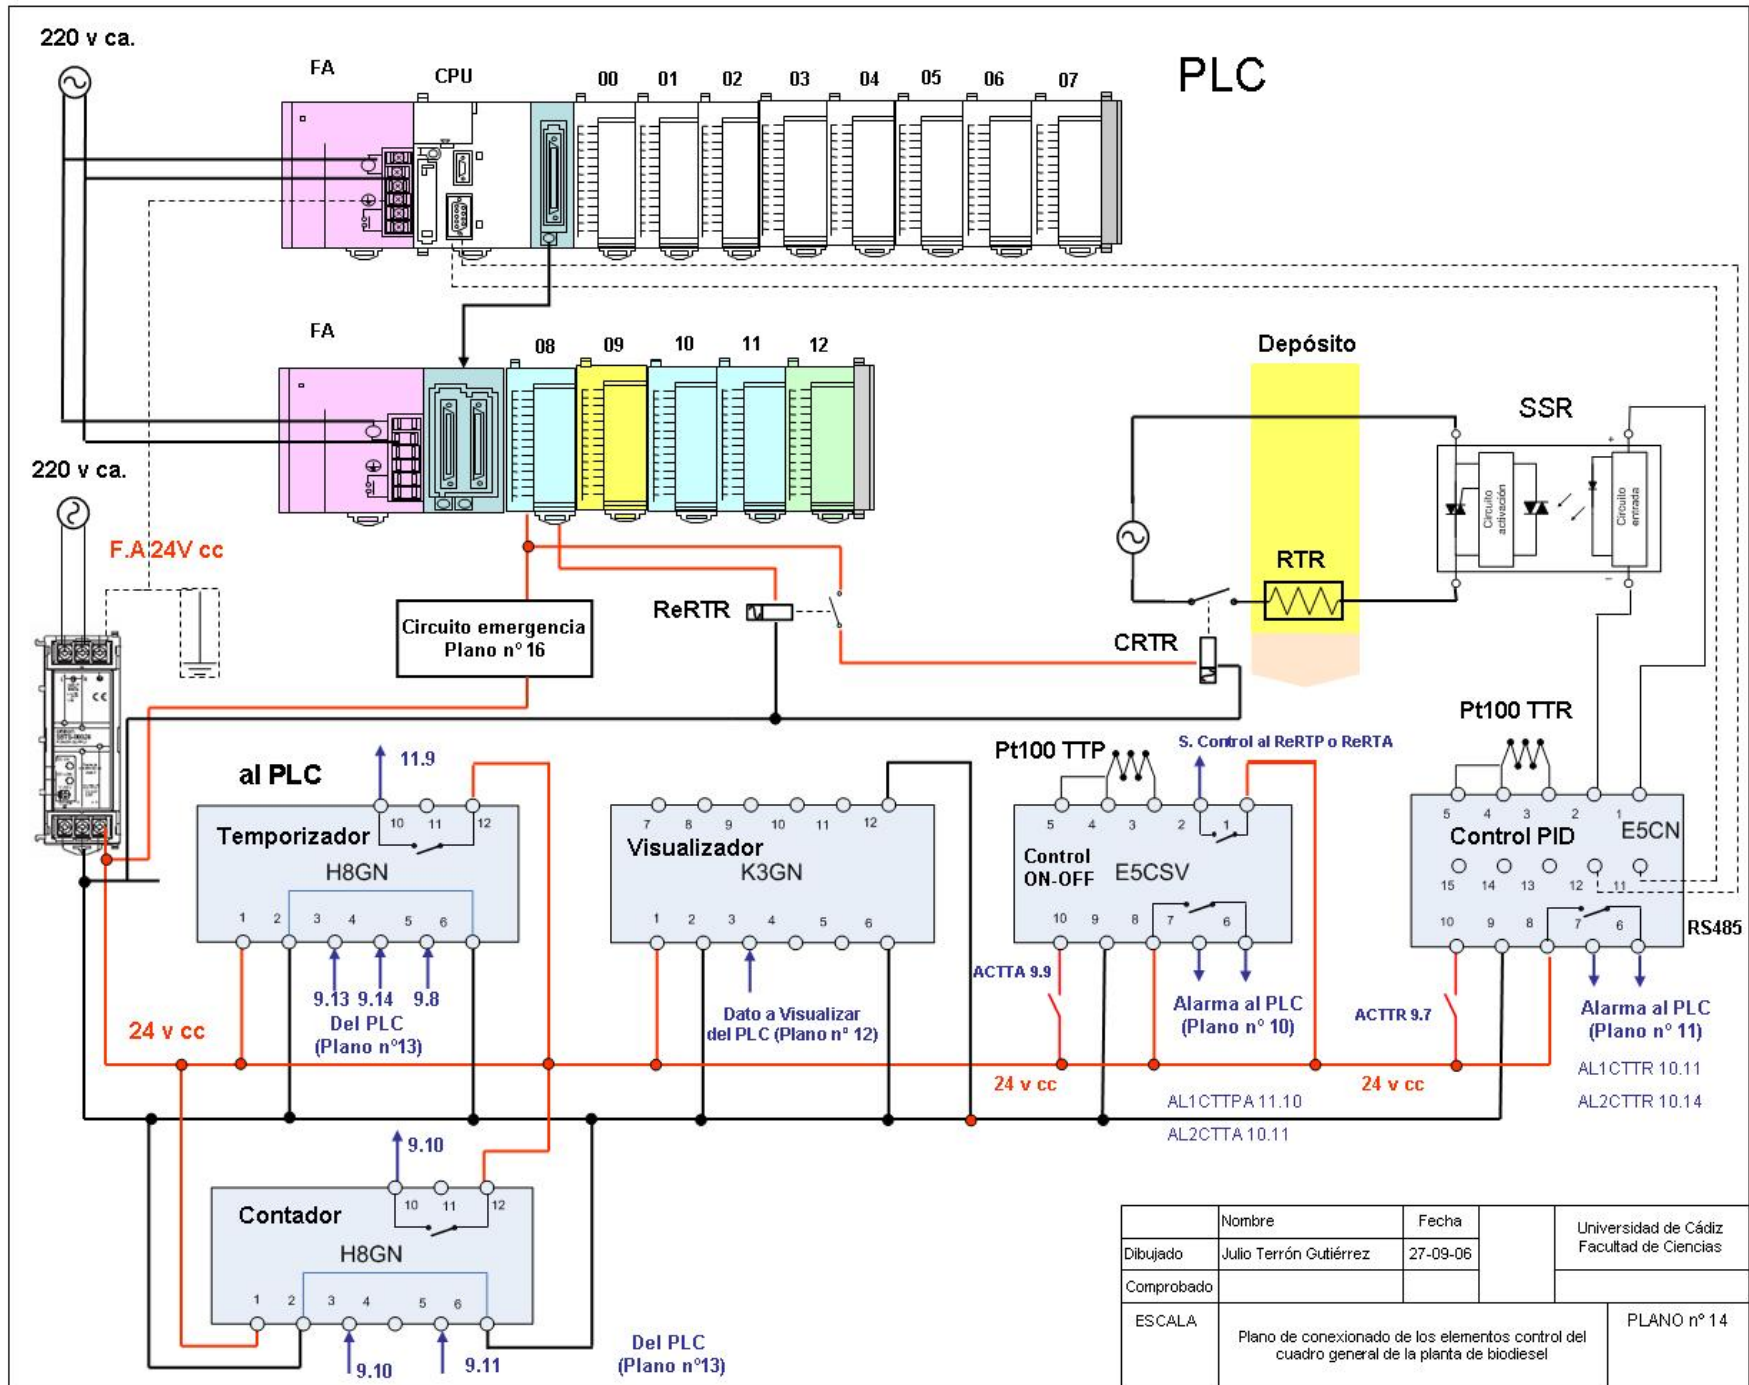 220 v ca.
FA
CPU
00
01
02
03
04
05
06
07
PLC
FA
08
09
10
11
12
Depósito
SSR
+
Circuito activación
Circuito entrada
−
RTR
220 v ca.
F.A 24V cc
Circuito emergencia
Plano nº 16
ReRTR
CRTR
Pt100 TTR
Pt100 TTP
S. Control al ReRTP o ReRTA
al PLC
11.9
10 11 12
Temporizador
H8GN
1 2 3 4 5 6
9.13 9.14 9.8
Del PLC
(Plano nº13)
7 8 9 10 11 12
Visualizador
K3GN
1 2 3 4 5 6
Dato a Visualizar
del PLC (Plano nº 12)
5 4 3 2 1
Control
ON-OFF
E5CSV
10 9 8 7 6
ACTTA 9.9
Alarma al PLC
(Plano nº 10)
5 4 3 2 1
Control PID
E5CN
15 14 13 12 11
10 9 8 7 6
RS485
ACTTR 9.7
Alarma al PLC
(Plano nº 11)
24 v cc
24 v cc
24 v cc
AL1CTTR 10.11
AL2CTTR 10.14
AL1CTTPA 11.10
AL2CTTA 10.11
9.10
10 11 12
Contador
H8GN
1 2 3 4 5 6
9.10
9.11
Del PLC
(Plano nº13)
Nombre
Fecha
Universidad de Cádiz
Facultad de Ciencias
Dibujado
Julio Terrón Gutiérrez
27-09-06
Comprobado
ESCALA
Plano de conexionado de los elementos control del
cuadro general de la planta de biodiesel
PLANO nº 14